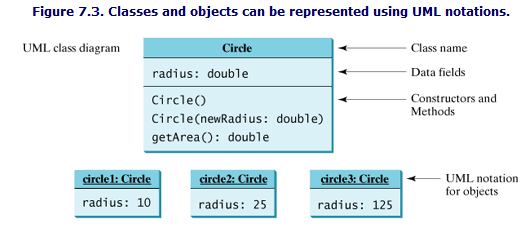 Figure 7.3. Classes and objects can be represented using UML notations.
UML class diagram
Circle
Class name
radius: double
Data fields
Circle()
Circle(newRadius: double)
getArea(): double
Constructors and
Methods
circle1: Circle
radius: 10
circle2: Circle
radius: 25
circle3: Circle
radius: 125
UML notation
for objects